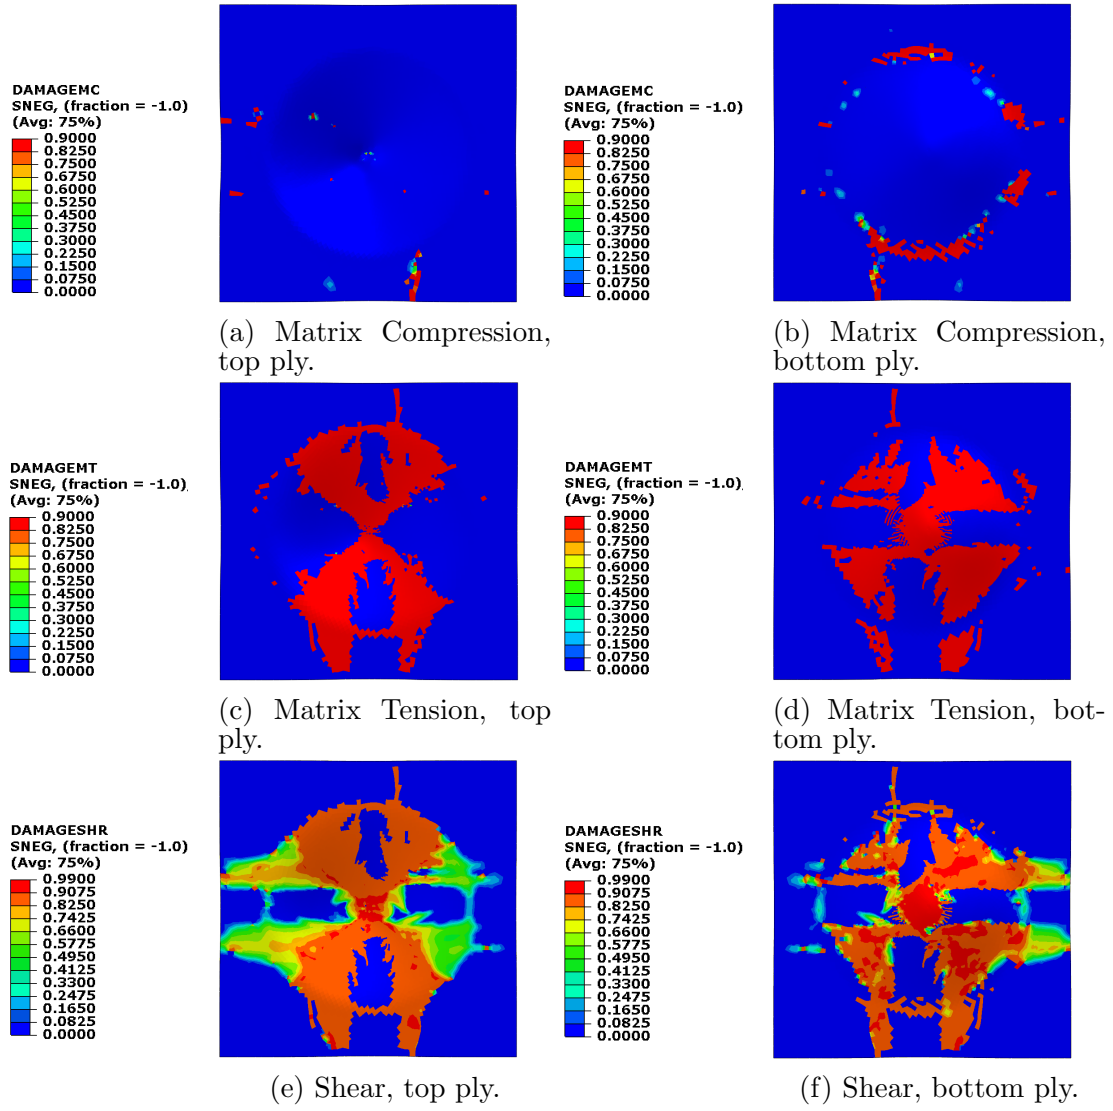 DAMAGEMC
SNEG, (fraction = -1.0)
(Avg: 75%)
0.9000
0.8250
0.7500
0.6750
0.6000
0.5250
0.4500
0.3750
0.3000
0.2250
0.1500
0.0750
0.0000
(a) Matrix Compression,
top ply.
DAMAGEMC
SNEG, (fraction = -1.0)
(Avg: 75%)
0.9000
0.8250
0.7500
0.6750
0.6000
0.5250
0.4500
0.3750
0.3000
0.2250
0.1500
0.0750
0.0000
(b) Matrix Compression,
bottom ply.
DAMAGEMT
SNEG, (fraction = -1.0)
(Avg: 75%)
0.9000
0.8250
0.7500
0.6750
0.6000
0.5250
0.4500
0.3750
0.3000
0.2250
0.1500
0.0750
0.0000
(c) Matrix Tension, top
ply.
DAMAGEMT
SNEG, (fraction = -1.0)
(Avg: 75%)
0.9000
0.8250
0.7500
0.6750
0.6000
0.5250
0.4500
0.3750
0.3000
0.2250
0.1500
0.0750
0.0000
(d) Matrix Tension, bot-
tom ply.
DAMAGESHR
SNEG, (fraction = -1.0)
(Avg: 75%)
0.9900
0.9075
0.8250
0.7425
0.6600
0.5775
0.4950
0.4125
0.3300
0.2475
0.1650
0.0825
0.0000
(e) Shear, top ply.
DAMAGESHR
SNEG, (fraction = -1.0)
(Avg: 75%)
0.9900
0.9075
0.8250
0.7425
0.6600
0.5775
0.4950
0.4125
0.3300
0.2475
0.1650
0.0825
0.0000
(f) Shear, bottom ply.